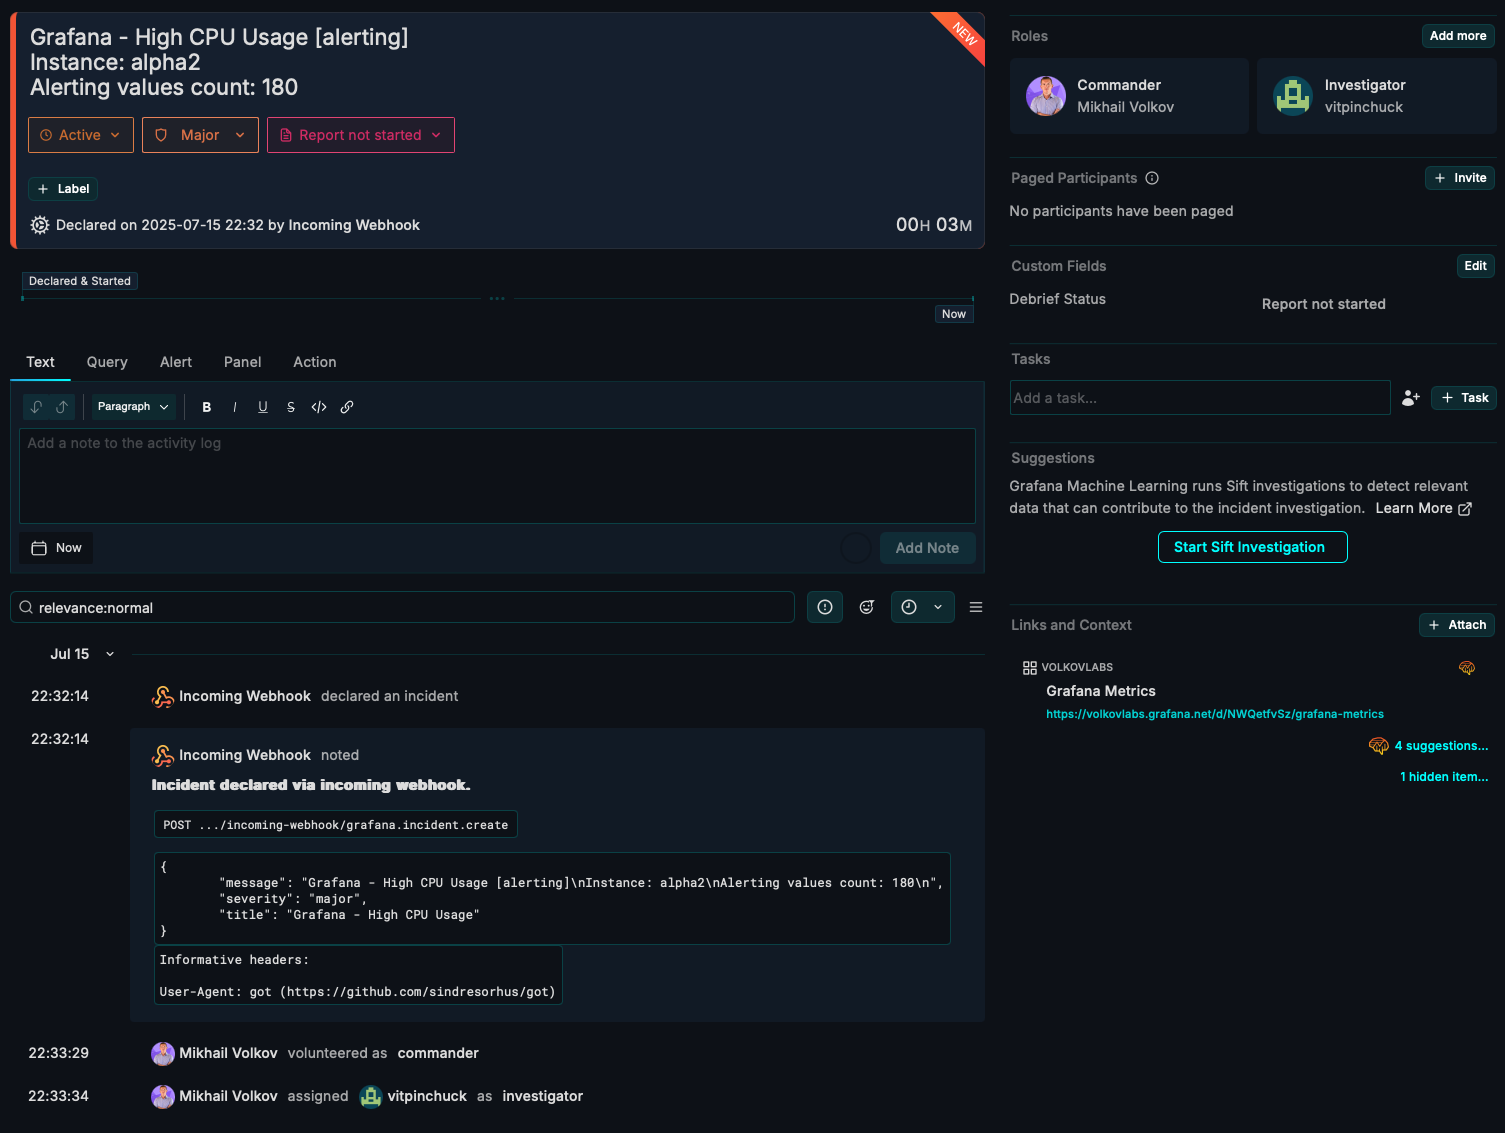 Grafana - High CPU Usage [alerting]
Instance: alpha2
Alerting values count: 180
NEW
Active
Major
Report not started
+ Label
Declared on 2025-07-15 22:32 by Incoming Webhook
00H 03M
Declared & Started
Now
Text Query Alert Panel Action
Paragraph B I U S </>
Add a note to the activity log
Now
Add Note
relevance:normal
Jul 15
22:32:14 Incoming Webhook declared an incident
22:32:14 Incoming Webhook noted
Incident declared via incoming webhook.
POST .../incoming-webhook/grafana.incident.create
{
"message": "Grafana - High CPU Usage [alerting]\nInstance: alpha2\nAlerting values count: 180\n",
"severity": "major",
"title": "Grafana - High CPU Usage"
}
Informative headers:
User-Agent: got (https://github.com/sindresorhus/got)
22:33:29 Mikhail Volkov volunteered as commander
22:33:34 Mikhail Volkov assigned vitpinchuck as investigator
Roles
Add more
Commander
Mikhail Volkov
Investigator
vitpinchuck
Paged Participants
+ Invite
No participants have been paged
Custom Fields
Edit
Debrief Status
Report not started
Tasks
Add a task...
+ Task
Suggestions
Grafana Machine Learning runs Sift investigations to detect relevant
data that can contribute to the incident investigation. Learn More
Start Sift Investigation
Links and Context
+ Attach
VOLKOVLABS
Grafana Metrics
https://volkovlabs.grafana.net/d/NWQetfvSz/grafana-metrics
4 suggestions...
1 hidden item...